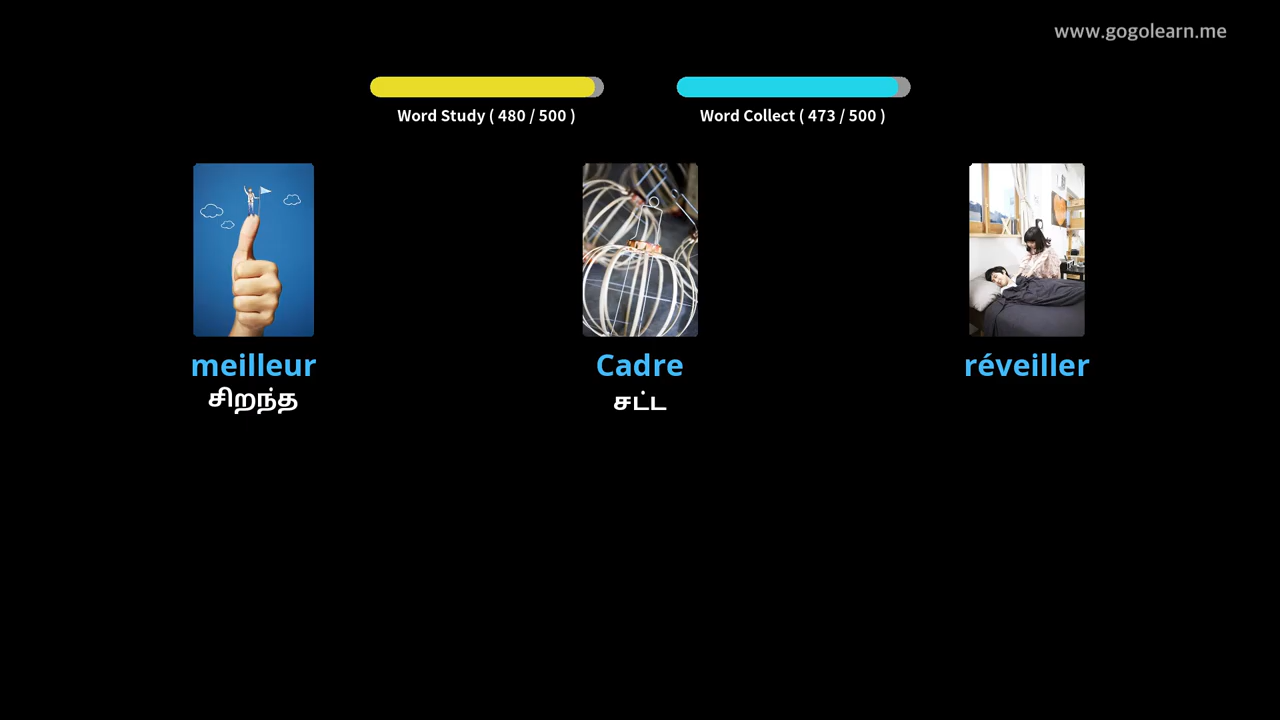 www.gogolearn.me
Word Study ( 480 / 500 )
Word Collect ( 473 / 500 )
meilleur
சிறந்த
Cadre
சட்ட
réveiller